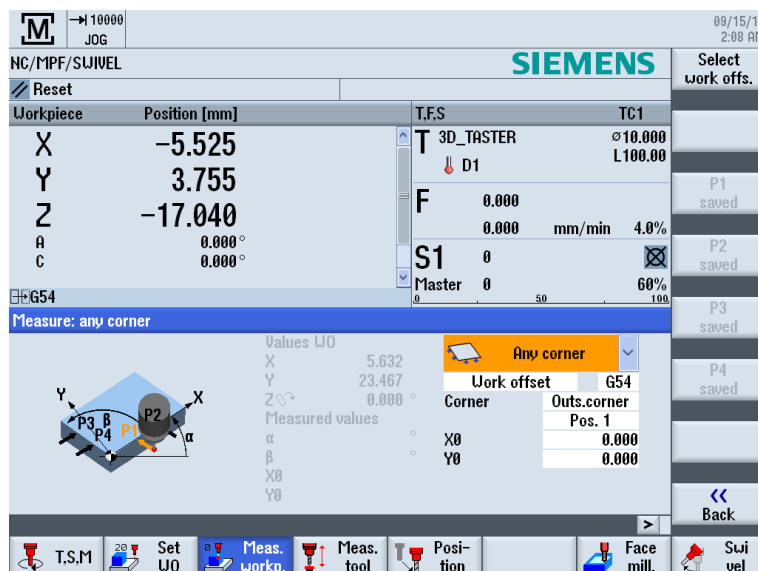 M
10000
JOG
09/15/1
2:08 AM
NC/MPF/SWIVEL
SIEMENS
Select
work offs.
Reset
Workpiece Position [mm]
T,F,S TC1
X -5.525
Y 3.755
Z -17.040
A 0.000 °
C 0.000 °
G54
T 3D_TASTER ø10.000
D1 L100.00
F 0.000
0.000 mm/min 4.0%
S1 0
Master 0 60%
0 50 100
P1
saved
P2
saved
P3
saved
P4
saved
Measure: any corner
Values WO
X 5.632
Y 23.467
Z 0.000 °
Measured values
α °
β °
X0
Y0
Any corner
Work offset G54
Corner Outs.corner
Pos. 1
X0 0.000
Y0 0.000
Y X
P3 β P1 P2
P4 α
<<
Back
>
T,S,M
Set
WO
Meas.
workp.
Meas.
tool
Posi-
tion
Face
mill.
Swi
vel